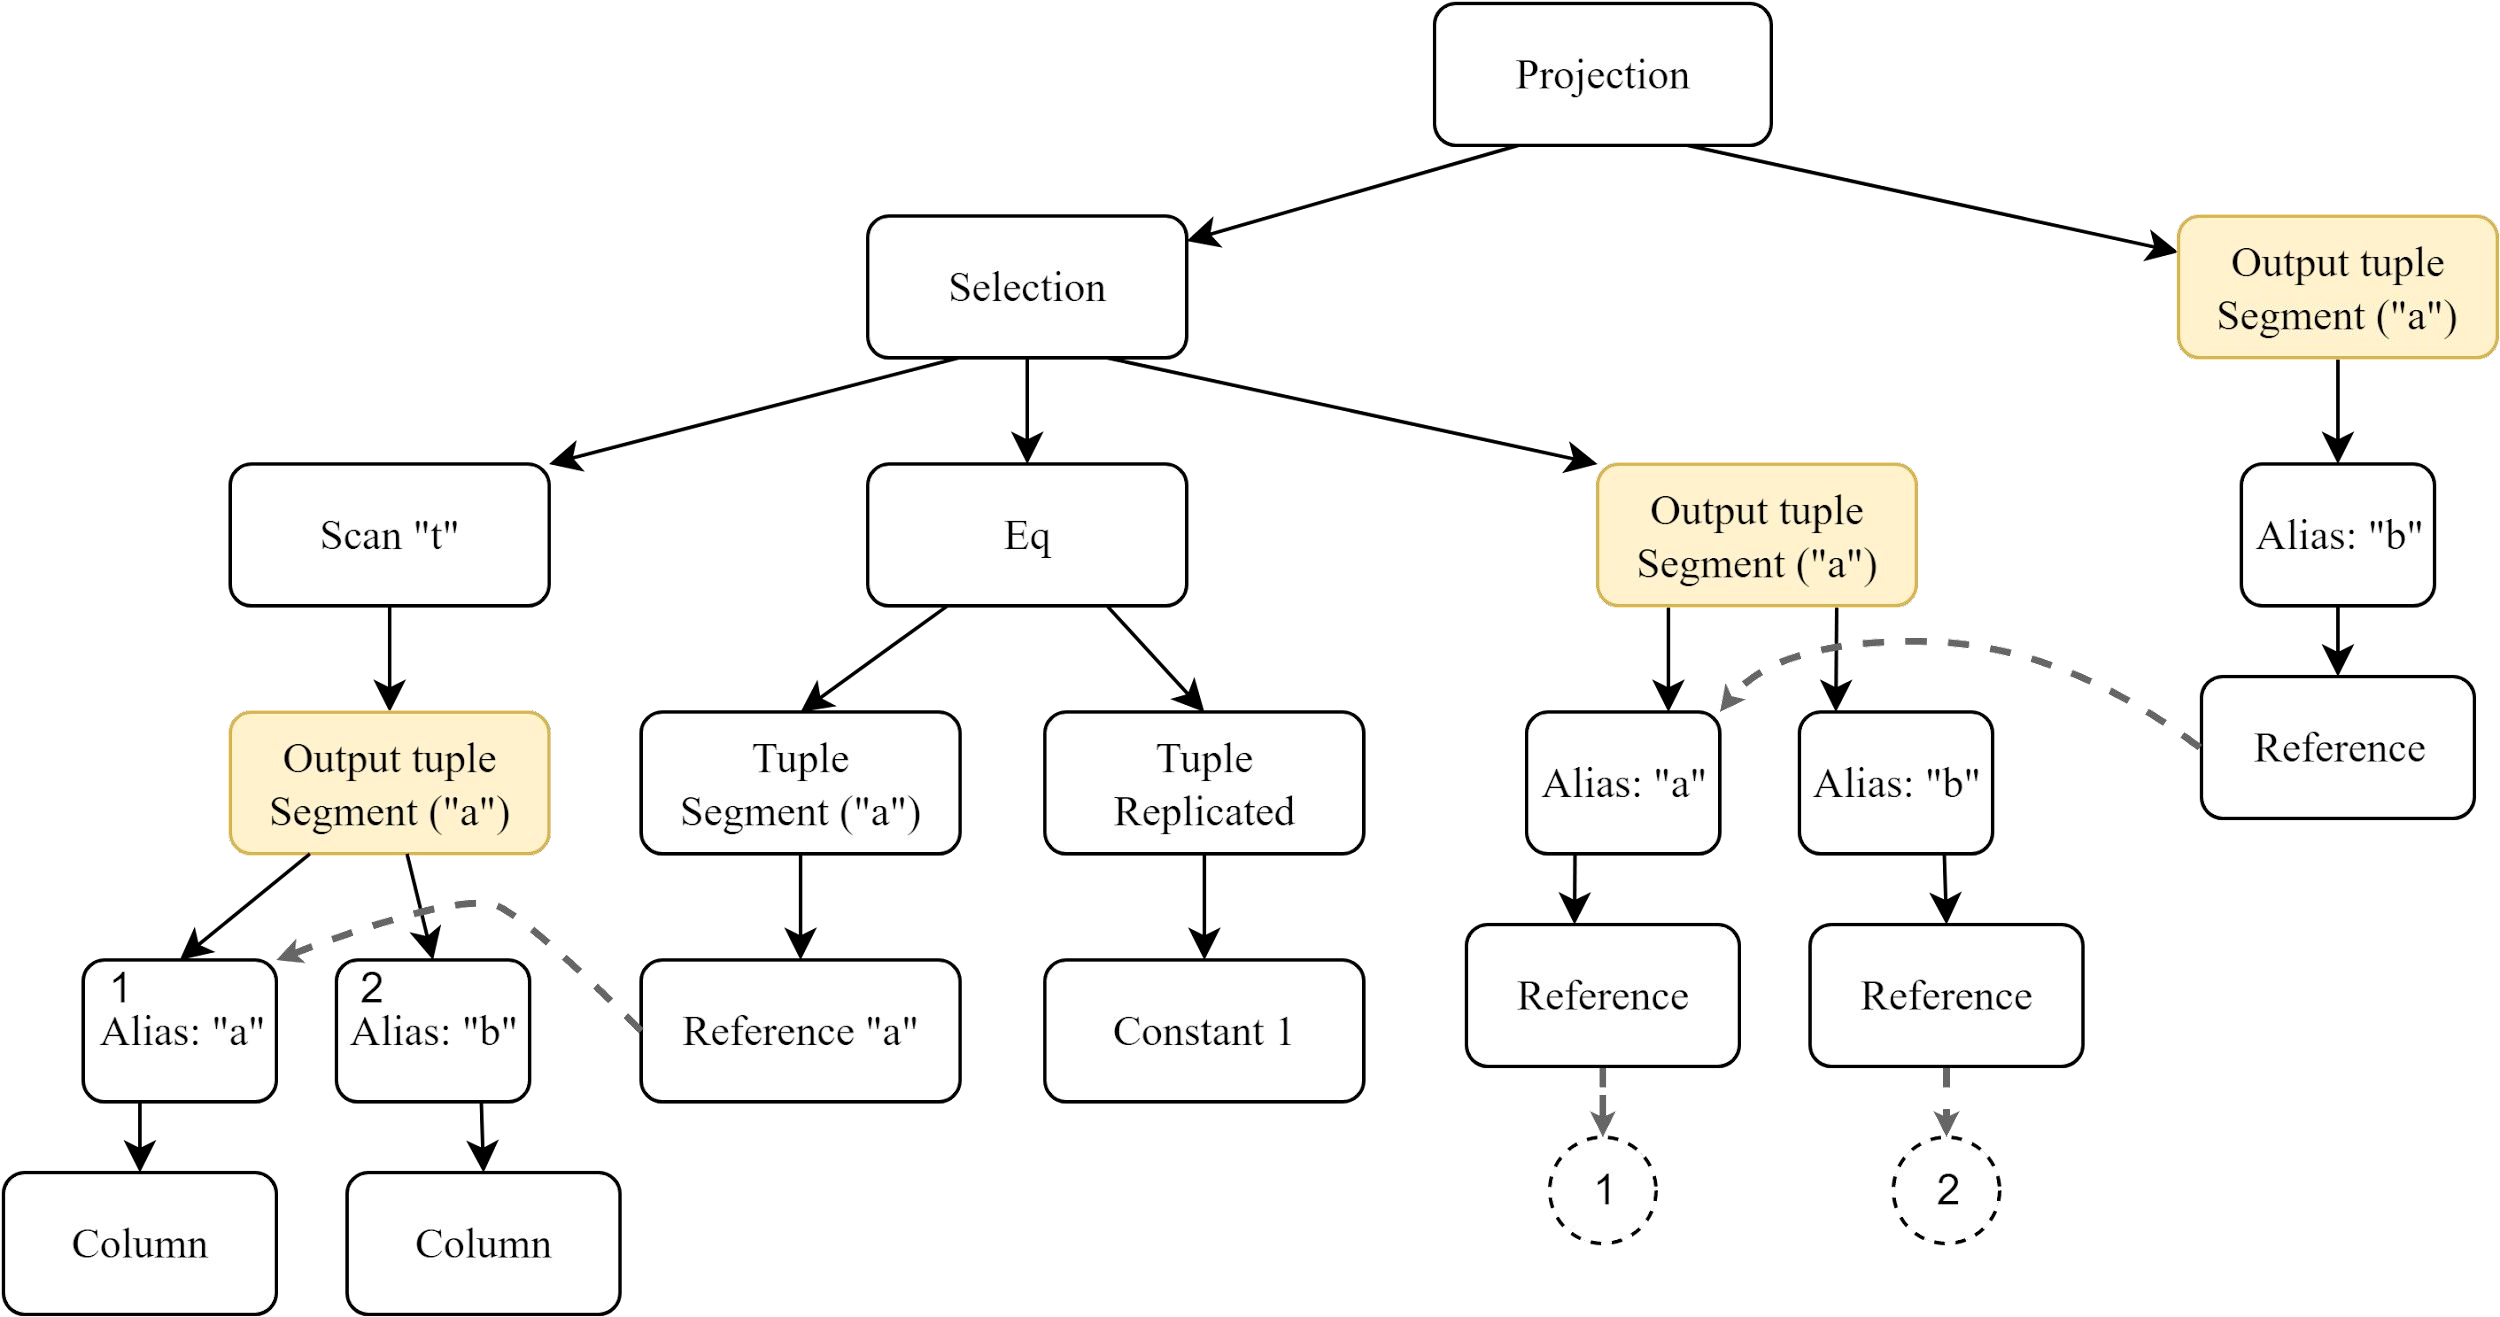 Projection
Selection
Output tuple
Segment ("a")
Scan "t"
Eq
Output tuple
Segment ("a")
Alias: "b"
Output tuple
Segment ("a")
Tuple
Segment ("a")
Tuple
Replicated
Alias: "a"
Alias: "b"
Reference
1
Alias: "a"
2
Alias: "b"
Reference "a"
Constant 1
Reference
Reference
Column
Column
1
2